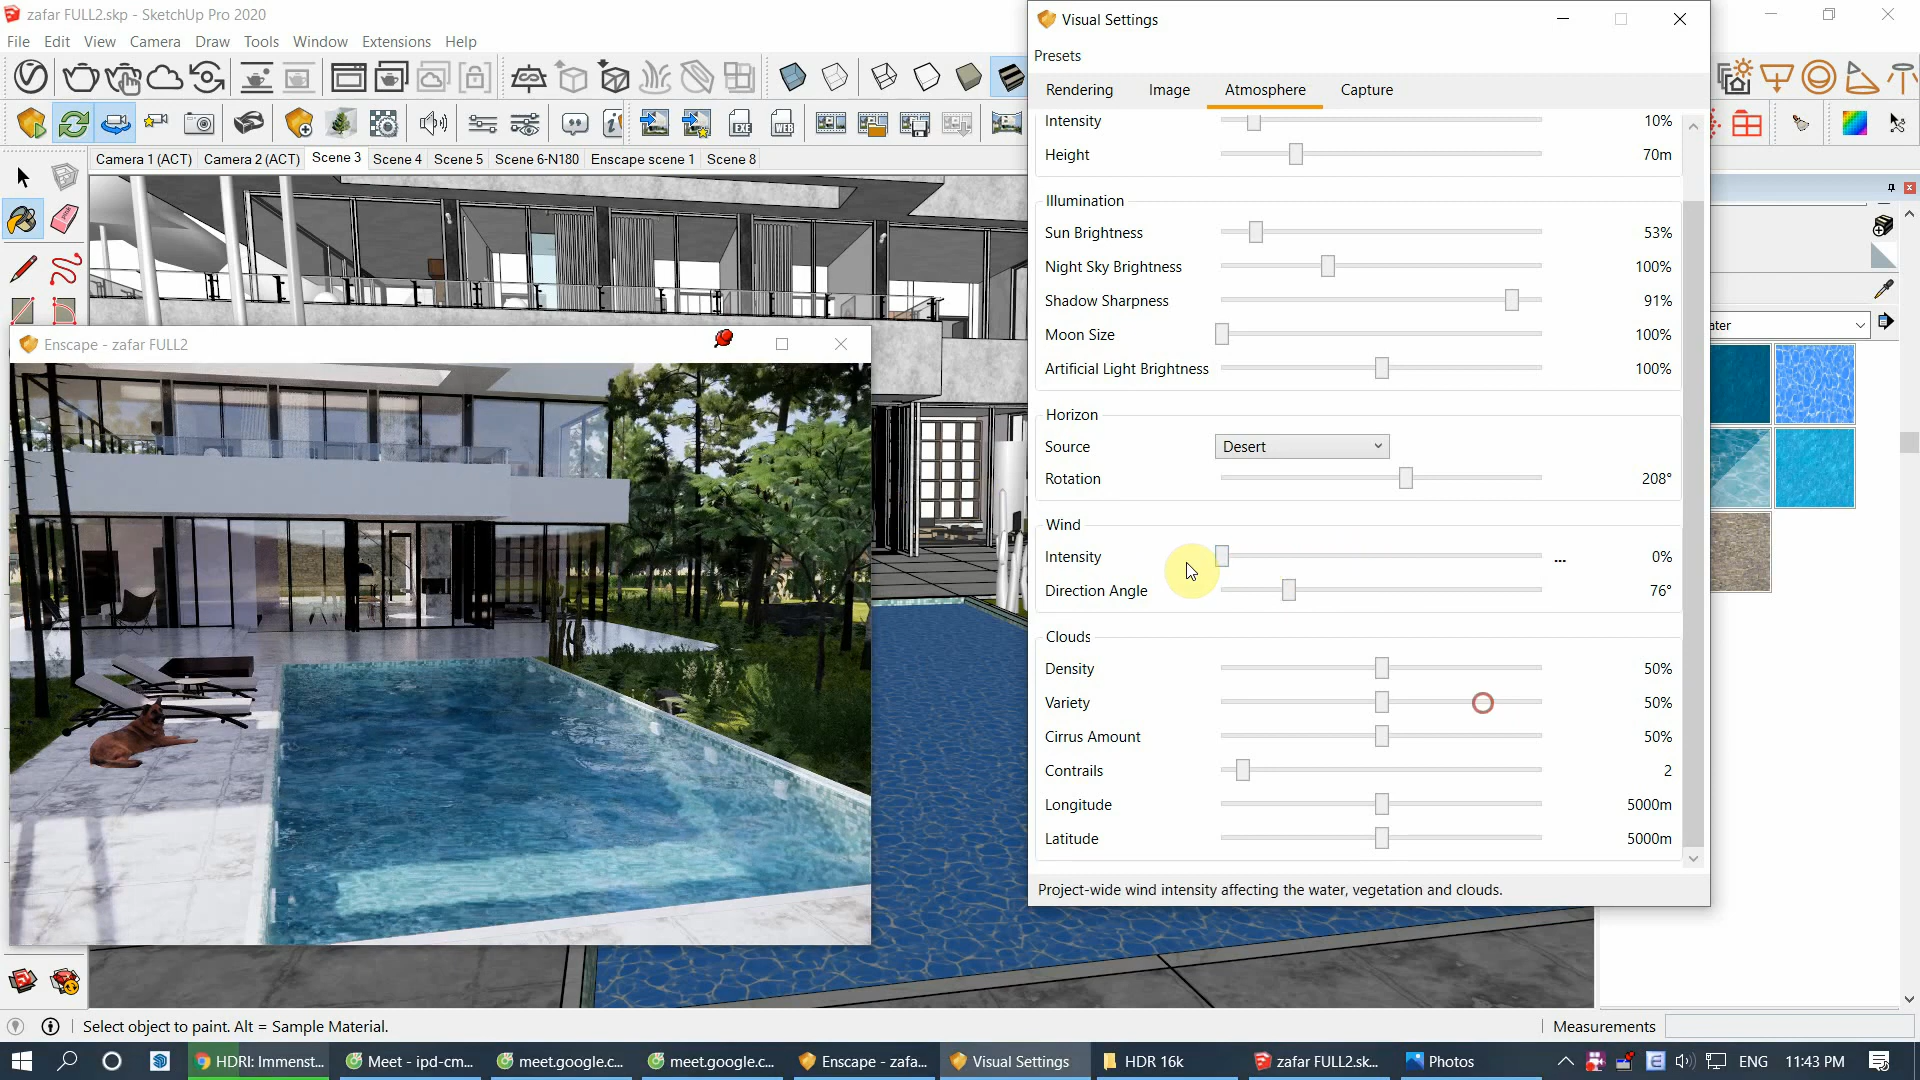 zafar FULL2.skp - SketchUp Pro 2020
File Edit View Camera Draw Tools Window Extensions Help
Camera 1 (ACT) Camera 2 (ACT) Scene 3 Scene 4 Scene 5 Scene 6-N180 Enscape scene 1 Scene 8
Enscape - zafar FULL2
Visual Settings
Presets
Rendering Image Atmosphere Capture
Intensity 10%
Height 70m
Illumination
Sun Brightness 53%
Night Sky Brightness 100%
Shadow Sharpness 91%
Moon Size 100%
Artificial Light Brightness 100%
Horizon
Source Desert
Rotation 208°
Wind
Intensity ... 0%
Direction Angle 76°
Clouds
Density 50%
Variety 50%
Cirrus Amount 50%
Contrails 2
Longitude 5000m
Latitude 5000m
Project-wide wind intensity affecting the water, vegetation and clouds.
ater
Select object to paint. Alt = Sample Material.
Measurements
HDRI: Immenst... Meet - ipd-cm... meet.google.c... meet.google.c... Enscape - zafa... Visual Settings HDR 16k zafar FULL2.sk... Photos ENG 11:43 PM